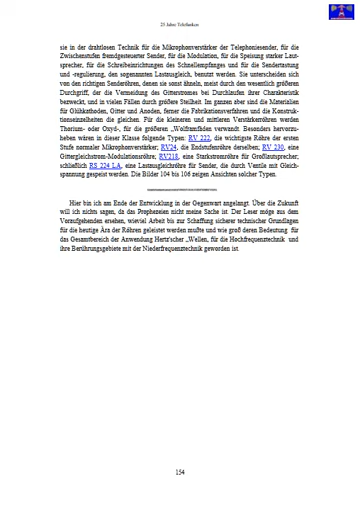 25 Jahre Telefunken
sie in der drahtlosen Technik für die Mikrophonverstärker der Telephoniesender, für die
Zwischenstufen fremdgesteuerter Sender, für die Modulation, für die Speisung starker Laut-
sprecher, für die Schreibeinrichtungen des Schnellempfanges und für die Sendertastung
und -regulierung, den sogenannten Lastausgleich, benutzt werden. Sie unterscheiden sich
von den richtigen Senderöhren, denen sie sonst ähneln, meist durch den wesentlich größeren
Durchgriff, der die Vermeidung des Gitterstromes bei Durchlaufen ihrer Charakteristik
bezweckt, und in vielen Fällen durch größere Steilheit. Im ganzen aber sind die Materialien
für Glühkathoden, Gitter und Anoden, ferner die Fabrikationsverfahren und die Konstruk-
tionseinzelheiten die gleichen. Für die kleineren und mittleren Verstärkerröhren werden
Thorium- oder Oxyd-, für die größeren „Wolframfäden verwandt. Besonders hervorzu-
heben wären in dieser Klasse folgende Typen: RV 222, die wichtigste Röhre der ersten
Stufe normaler Mikrophonverstärker; RV24, die Endstufenröhre derselben; RV 230, eine
Gittergleichstrom-Modulationsröhre; RV218, eine Starkstromröhre für Großlautsprecher;
schließlich RS 224 LA, eine Lastausgleichröhre für Sender, die durch Ventile mit Gleich-
spannung gespeist werden. Die Bilder 104 bis 106 zeigen Ansichten solcher Typen.
Hier bin ich am Ende der Entwicklung in der Gegenwart angelangt. Über die Zukunft
will ich nichts sagen, da das Prophezeien nicht meine Sache ist. Der Leser möge aus dem
Voraufgehenden ersehen, wieviel Arbeit bis zur Schaffung sicherer technischer Grundlagen
für die heutige Ära der Röhren geleistet werden mußte und wie groß deren Bedeutung für
das Gesamtbereich der Anwendung Hertz'scher „Wellen, für die Hochfrequenztechnik und
ihre Berührungsgebiete mit der Niederfrequenztechnik geworden ist.
154